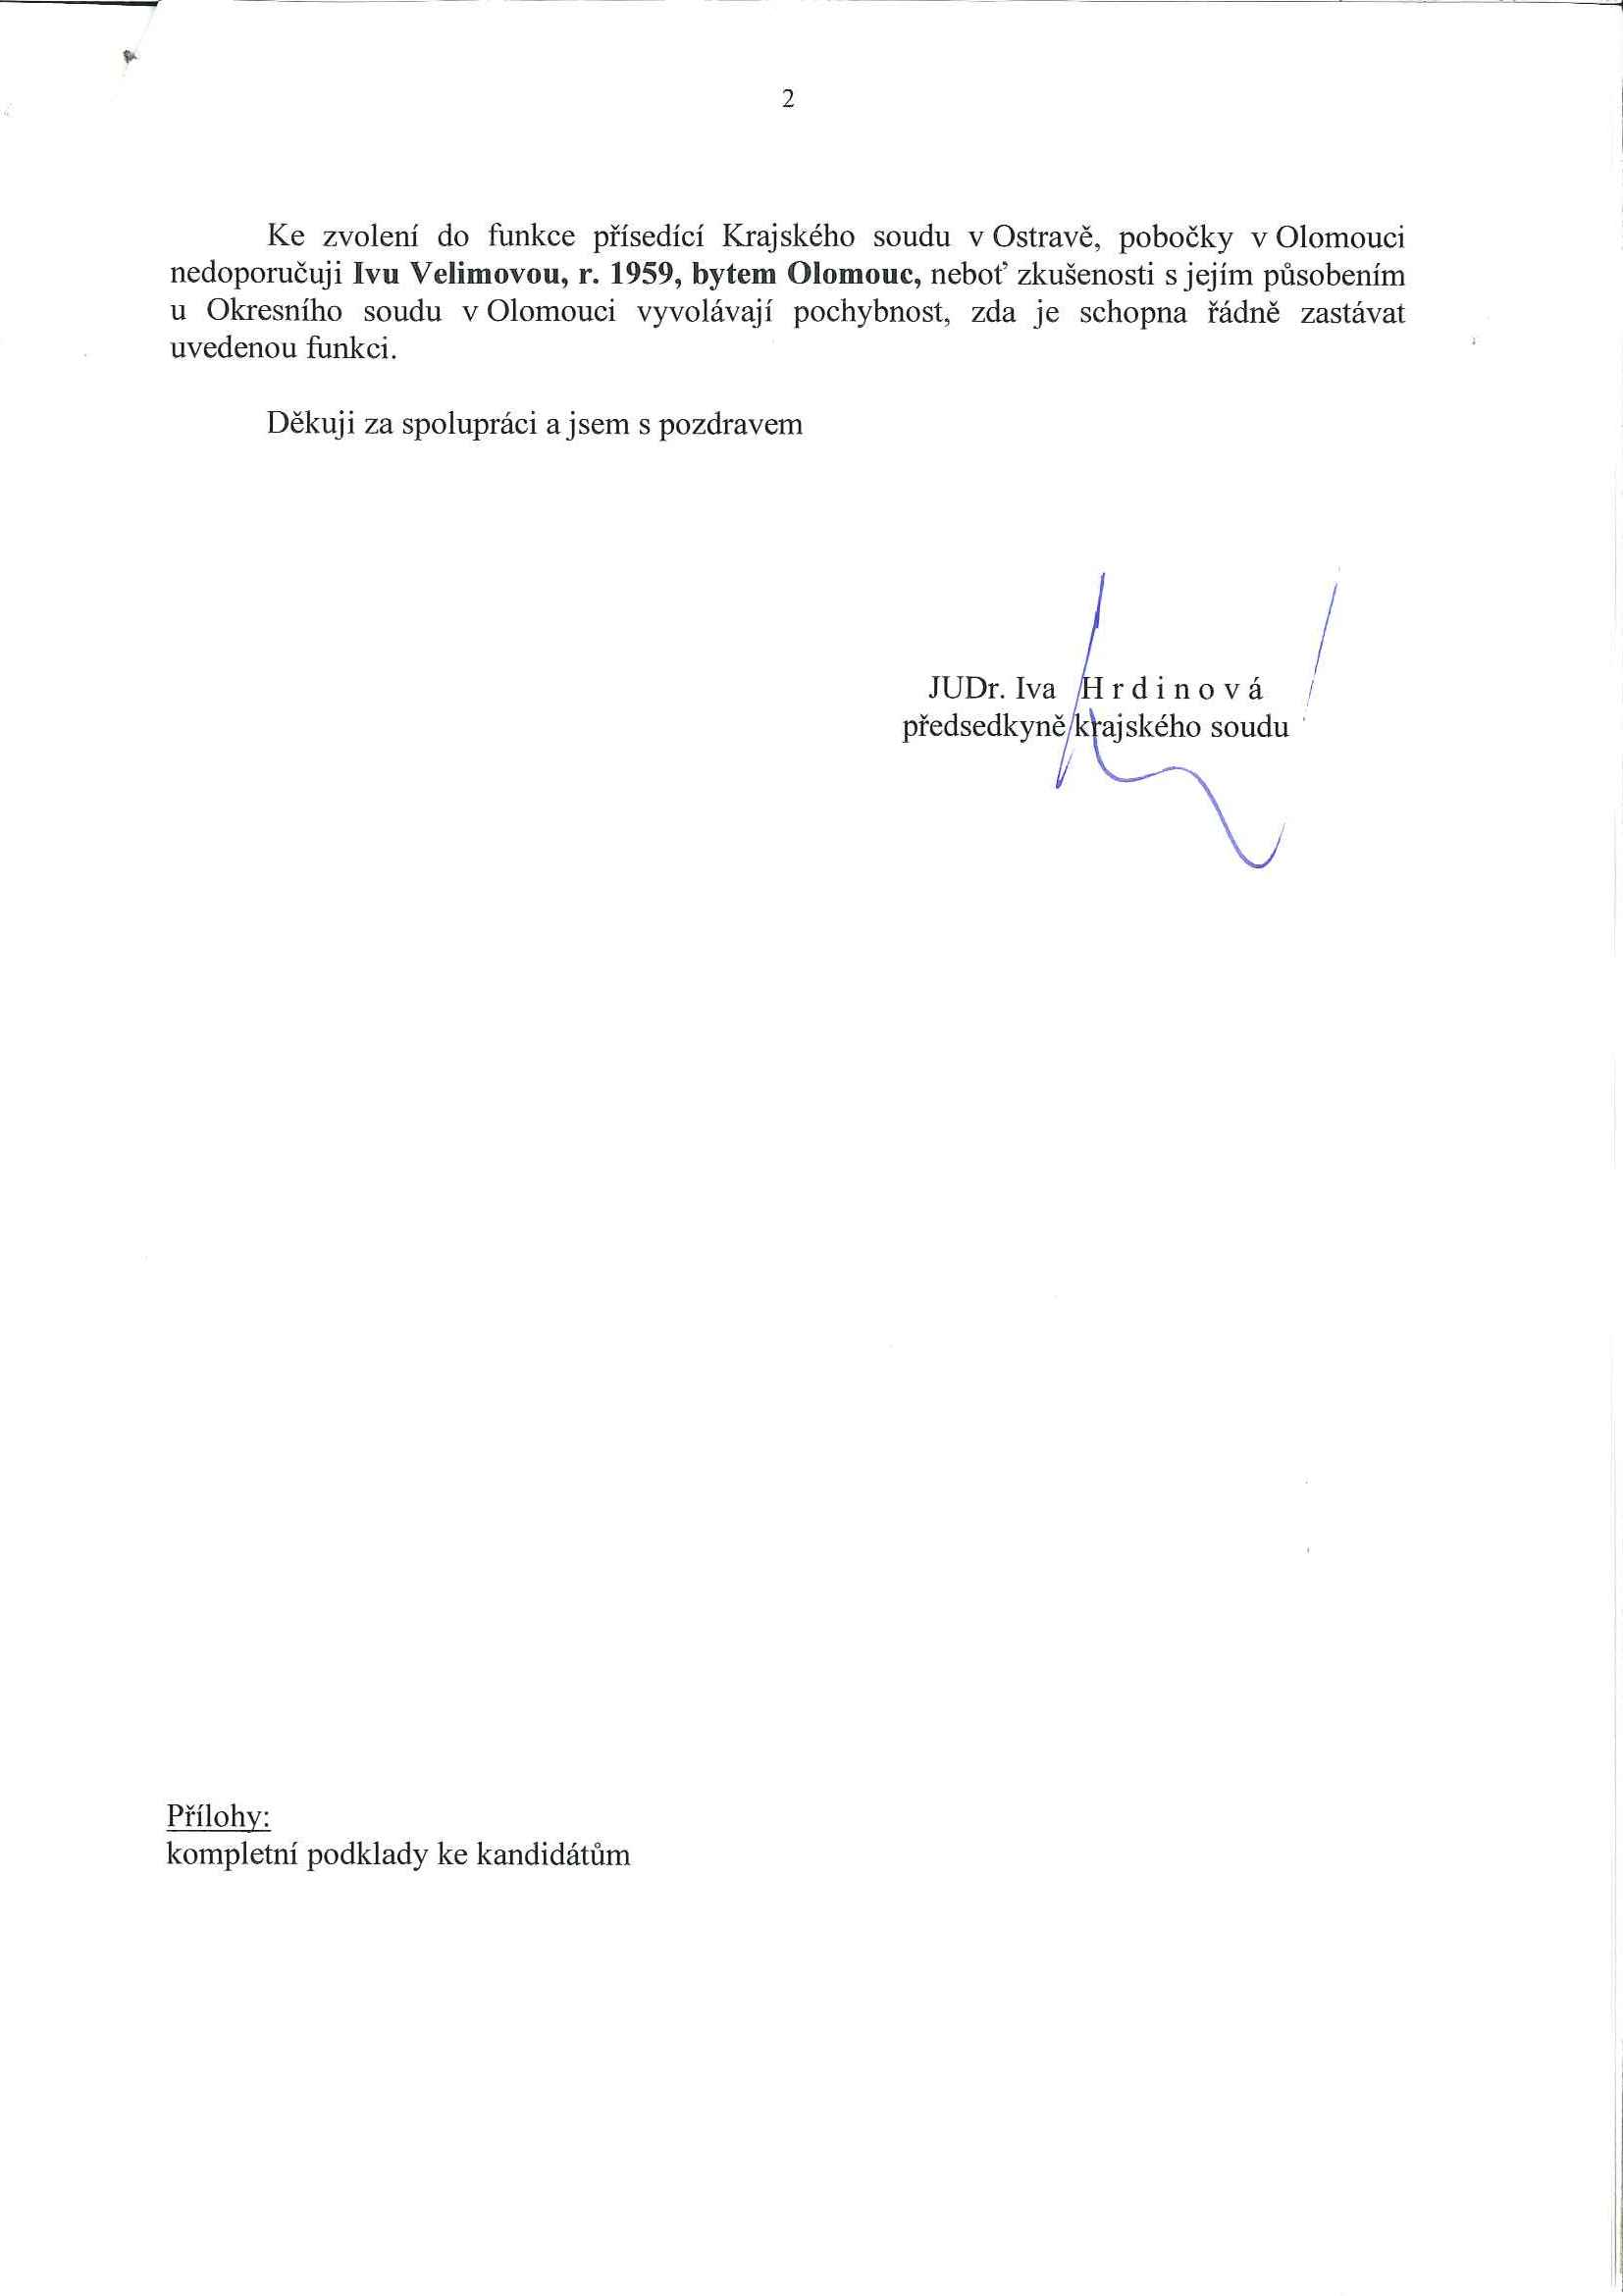 2
Ke zvolení do funkce přísedící Krajského soudu v Ostravě, pobočky v Olomouci
nedoporučuji Ivu Velimovou, r. 1959, bytem Olomouc, neboť zkušenosti s jejím působením
u Okresního soudu v Olomouci vyvolávají pochybnost, zda je schopna řádně zastávat
uvedenou funkci.
Děkuji za spolupráci a jsem s pozdravem
JUDr. Iva H r d i n o v á
předsedkyně krajského soudu
Přílohy:
kompletní podklady ke kandidátům